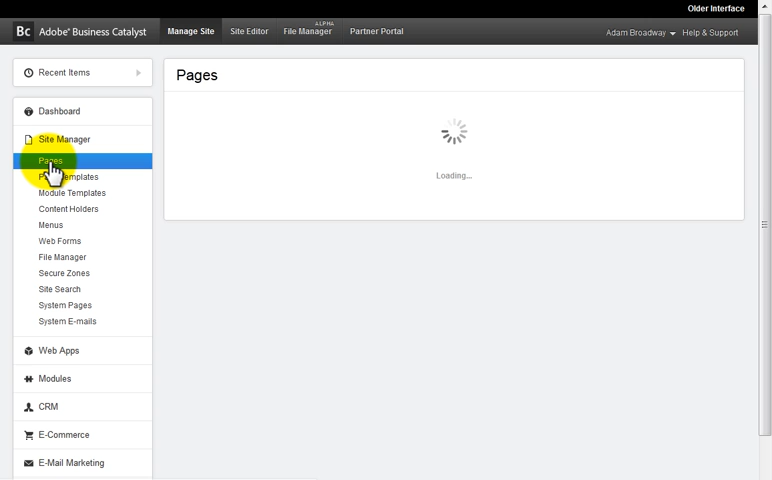 Older Interface
Bc Adobe® Business Catalyst
Manage Site
Site Editor
ALPHA
File Manager
Partner Portal
Adam Broadway
Help & Support
Recent Items
Dashboard
Site Manager
Pages
Templates
Module Templates
Content Holders
Menus
Web Forms
File Manager
Secure Zones
Site Search
System Pages
System E-mails
Web Apps
Modules
CRM
E-Commerce
E-Mail Marketing
Pages
Loading...